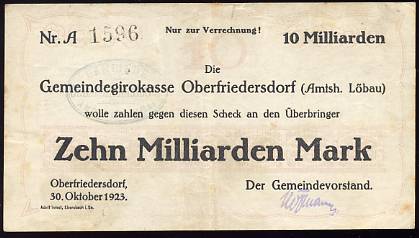 Nr. A 1596
Nur zur Verrechnung!
10 Milliarden
Die
Gemeindegirokasse Oberfriedersdorf (Amtsh. Löbau)
wolle zahlen gegen diesen Scheck an den Überbringer
Zehn Milliarden Mark
Oberfriedersdorf,
30. Oktober 1923.
Der Gemeindevorstand.